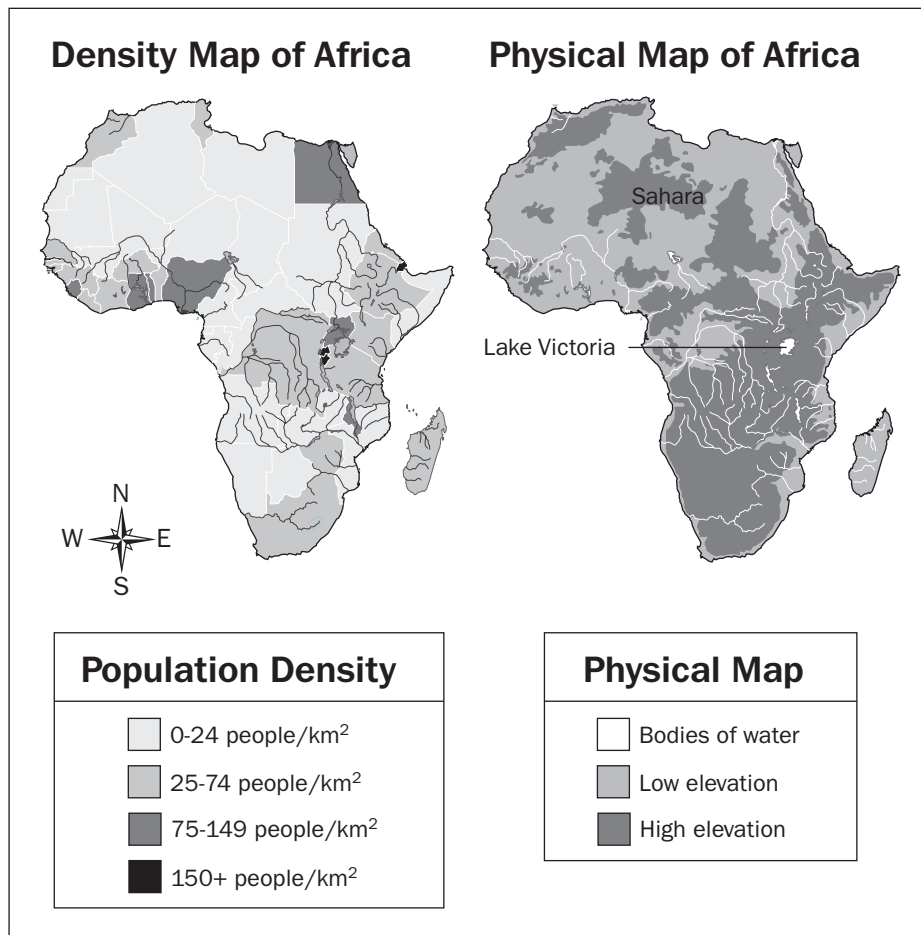 Density Map of Africa
Physical Map of Africa
Sahara
Lake Victoria
N
W E
S
Population Density
0-24 people/km²
25-74 people/km²
75-149 people/km²
150+ people/km²
Physical Map
Bodies of water
Low elevation
High elevation